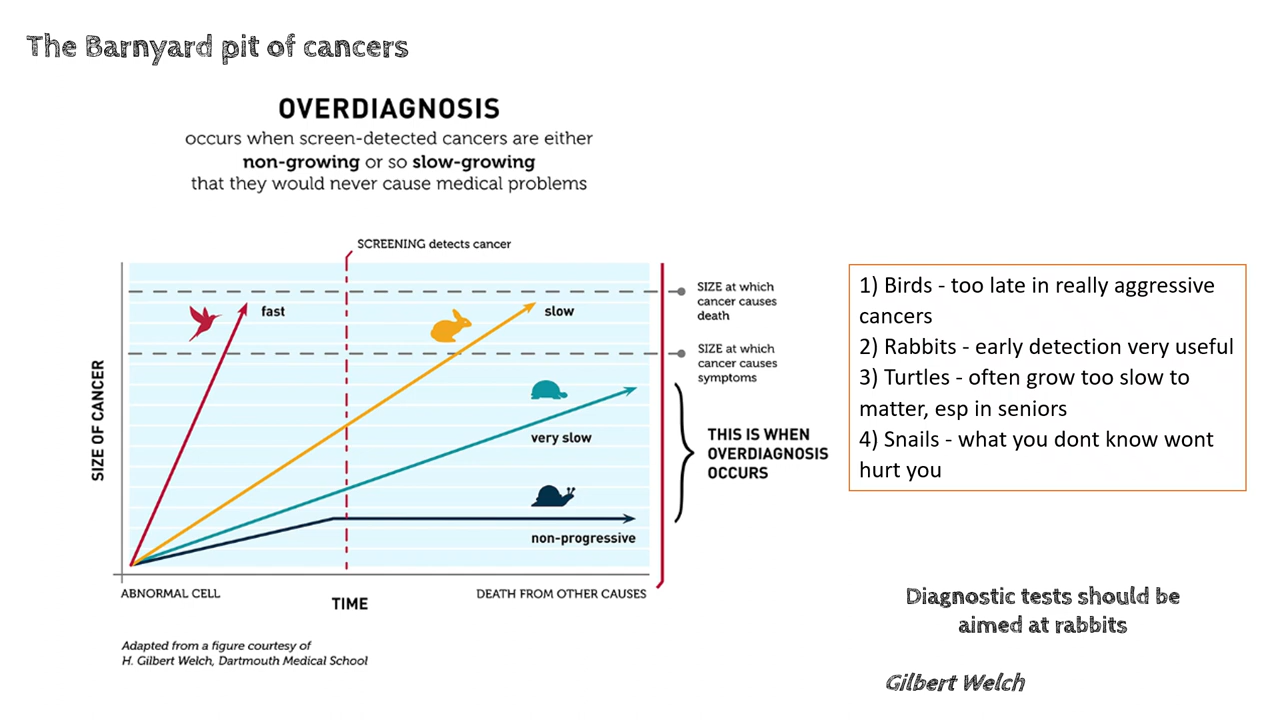 The Barnyard pit of cancers
OVERDIAGNOSIS
occurs when screen-detected cancers are either
non-growing or so slow-growing
that they would never cause medical problems
SCREENING detects cancer
SIZE at which
cancer causes
death
fast
slow
SIZE at which
cancer causes
symptoms
very slow
THIS IS WHEN
OVERDIAGNOSIS
OCCURS
non-progressive
SIZE OF CANCER
ABNORMAL CELL
TIME
DEATH FROM OTHER CAUSES
Adapted from a figure courtesy of
H. Gilbert Welch, Dartmouth Medical School
1) Birds - too late in really aggressive
cancers
2) Rabbits - early detection very useful
3) Turtles - often grow too slow to
matter, esp in seniors
4) Snails - what you dont know wont
hurt you
Diagnostic tests should be
aimed at rabbits
Gilbert Welch